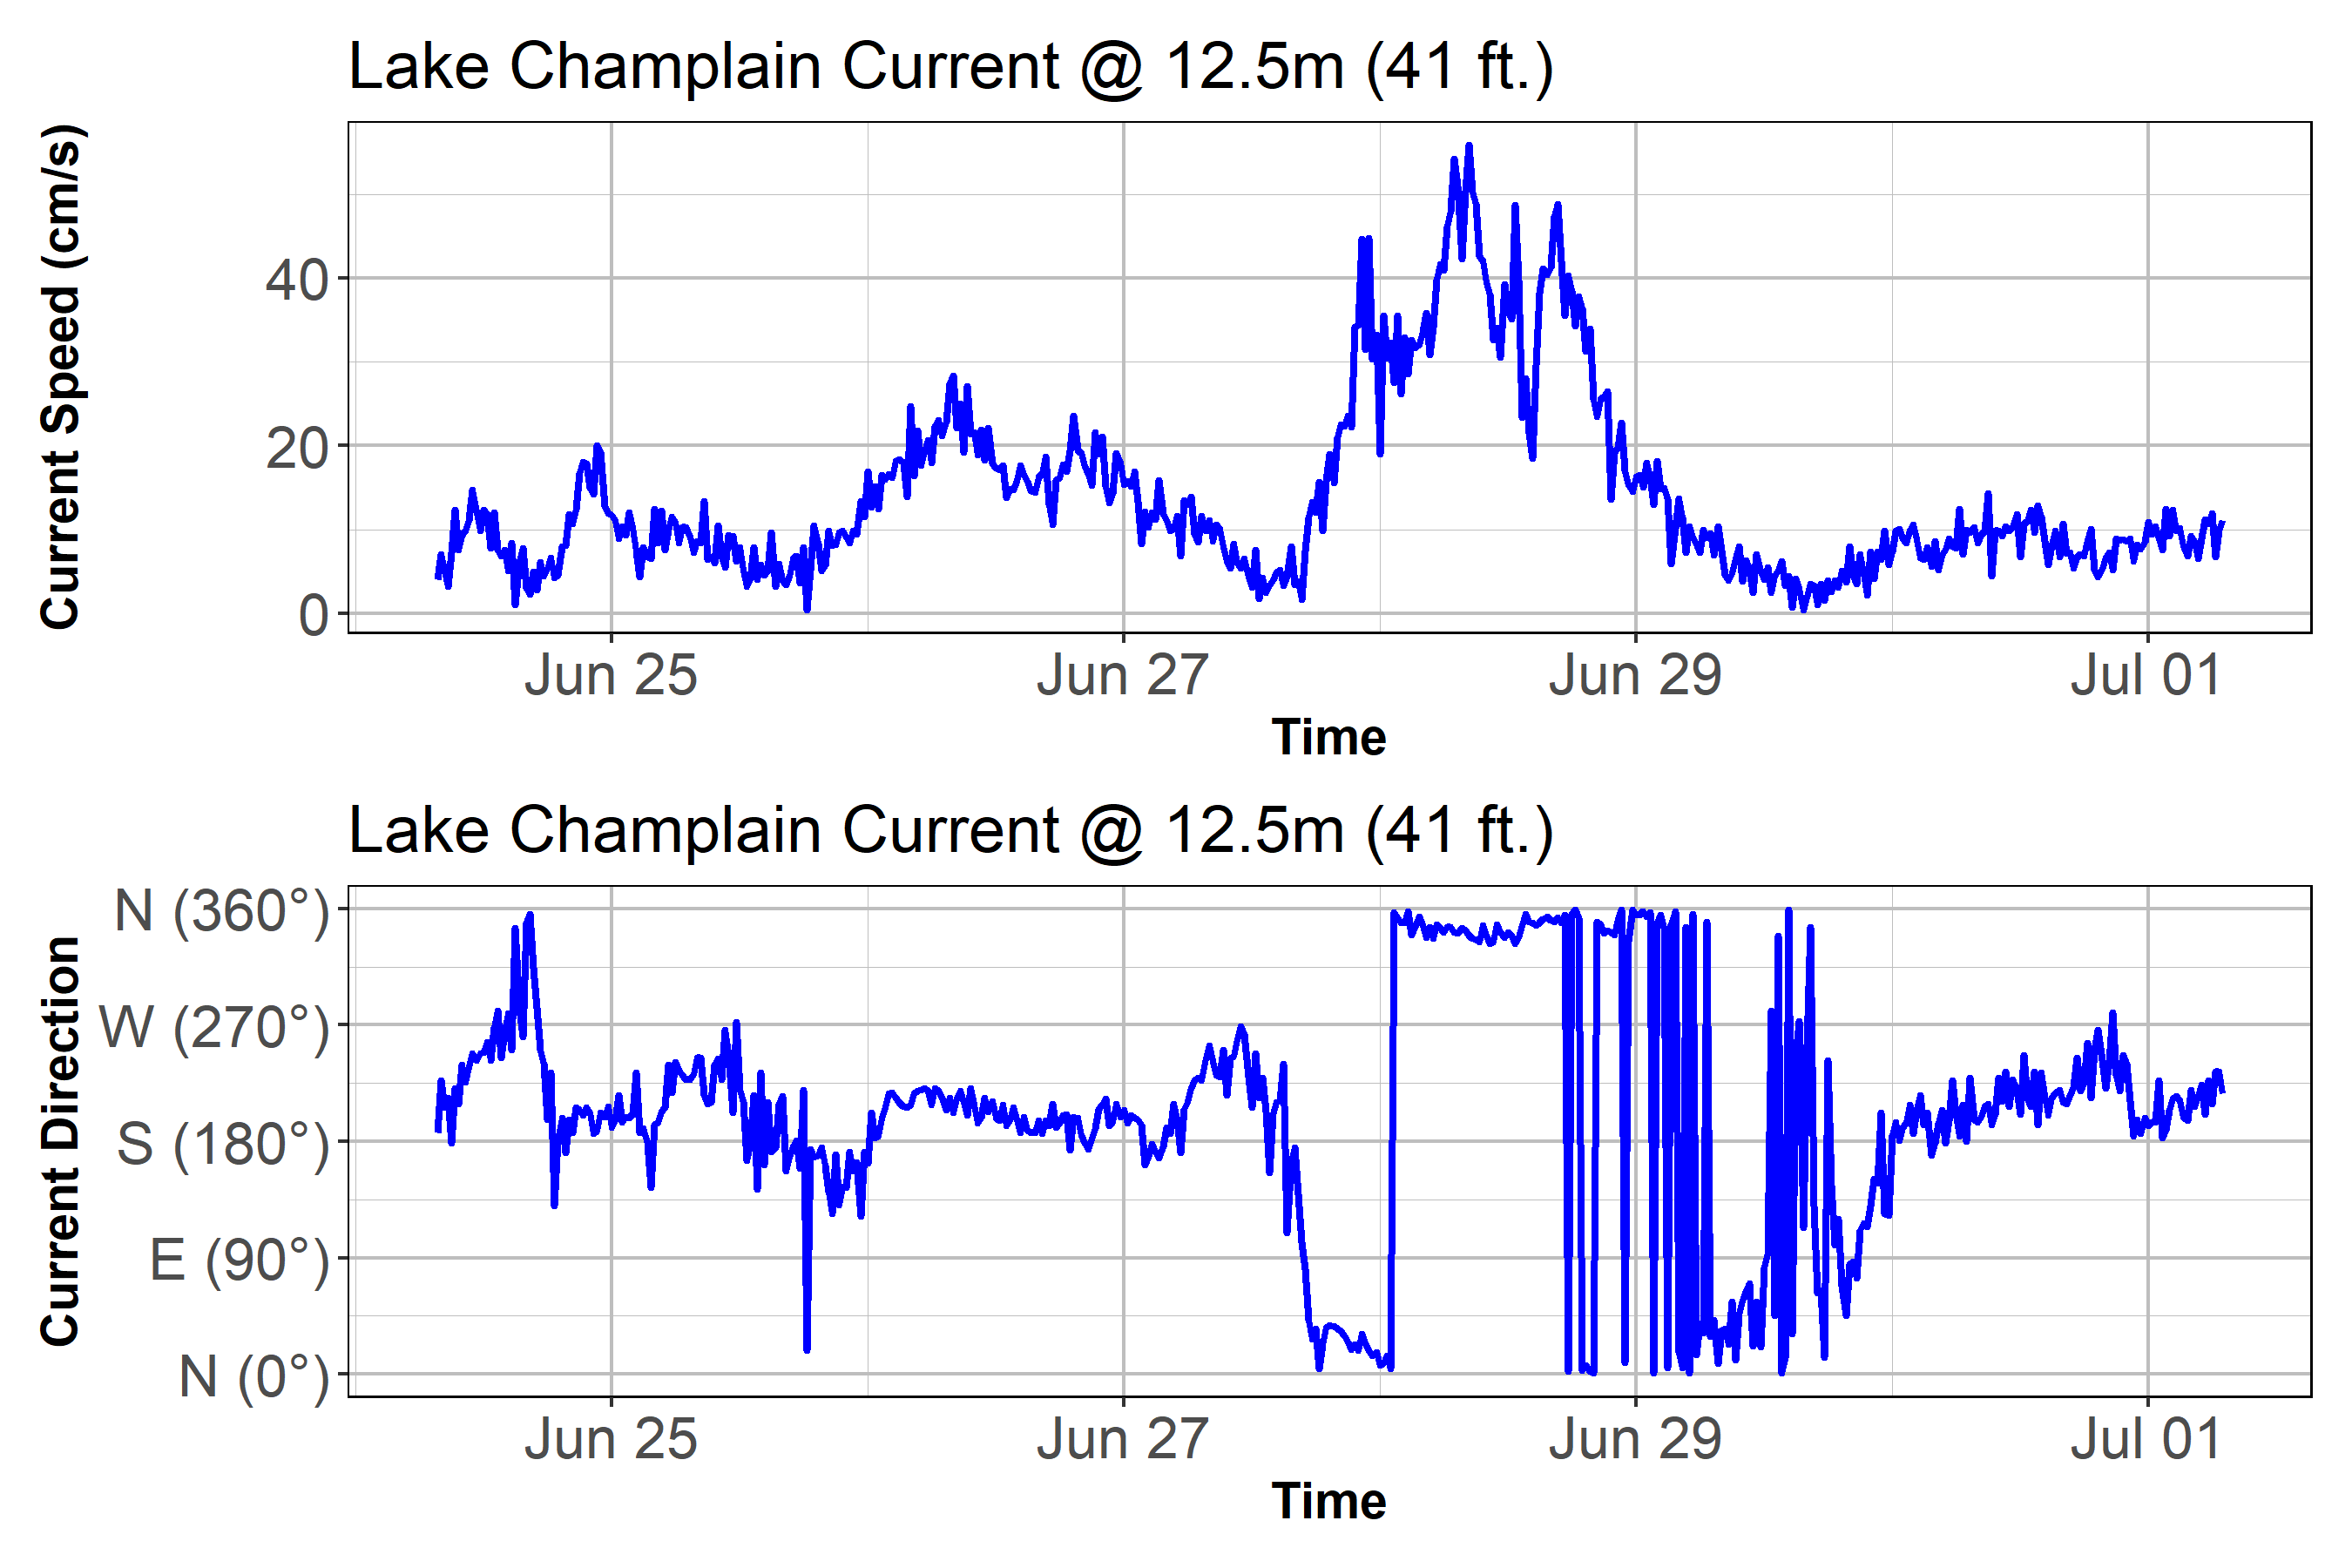 Lake Champlain Current @ 12.5m (41 ft.)
Current Speed (cm/s)
40
20
0
Jun 25
Jun 27
Jun 29
Jul 01
Time
Lake Champlain Current @ 12.5m (41 ft.)
Current Direction
N (360°)
W (270°)
S (180°)
E (90°)
N (0°)
Jun 25
Jun 27
Jun 29
Jul 01
Time